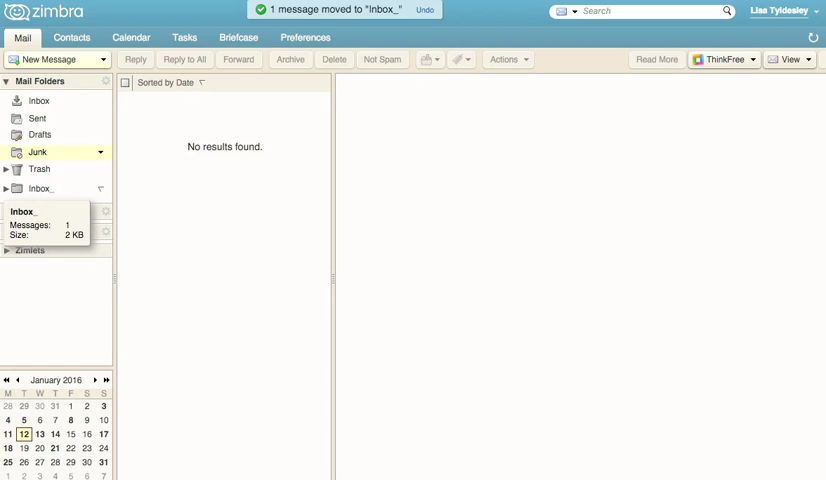 zimbra
1 message moved to "Inbox_" Undo
Search
Lisa Tyldesley
Mail Contacts Calendar Tasks Briefcase Preferences
New Message Reply Reply to All Forward Archive Delete Not Spam Actions Read More ThinkFree View
Mail Folders
Sorted by Date
Inbox
Sent
Drafts
Junk
Trash
Inbox_
No results found.
Inbox_
Messages: 1
Size: 2 KB
Zimlets
January 2016
M T W T F S S
28 29 30 31 1 2 3
4 5 6 7 8 9 10
11 12 13 14 15 16 17
18 19 20 21 22 23 24
25 26 27 28 29 30 31
1 2 3 4 5 6 7